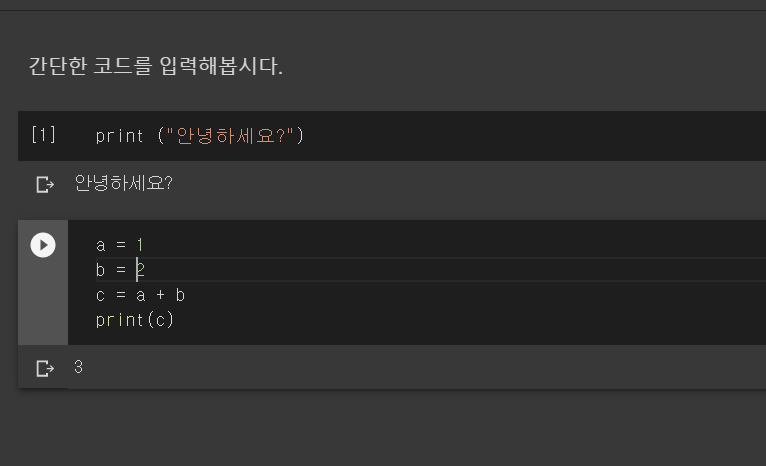 간단한 코드를 입력해봅시다.
[1] print ("안녕하세요?")
안녕하세요?
a = 1
b = 2
c = a + b
print(c)
3